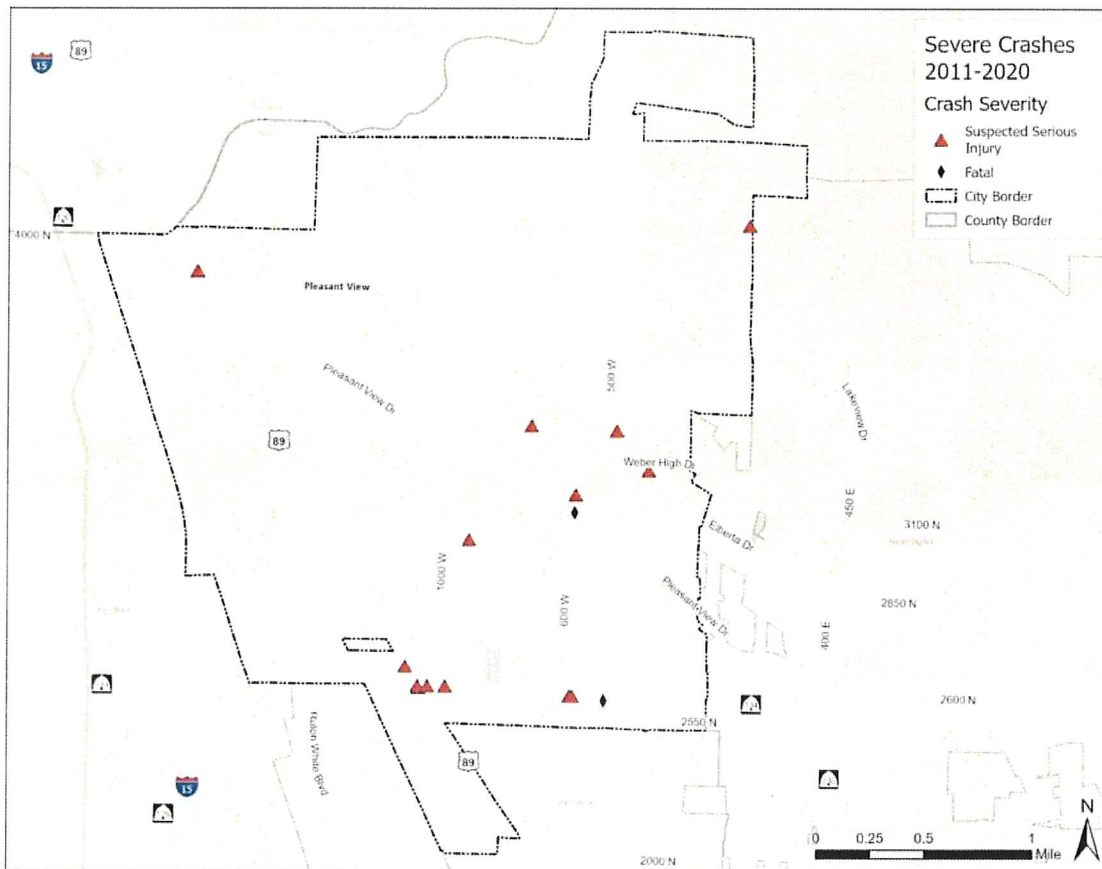 Severe Crashes
2011-2020
Crash Severity
Suspected Serious
Injury
Fatal
City Border
County Border
89
15
4000 N
Pleasant View
Pleasant View Dr
500 W
Lakeview Dr
89
Weber High Dr
450 E
3100 N
Elberta Dr
1000 W
600 W
Pleasant View Dr
2850 N
400 E
2600 N
2550 N
Rulon White Blvd
89
15
2000 N
N
0 0.25 0.5 1
Mile